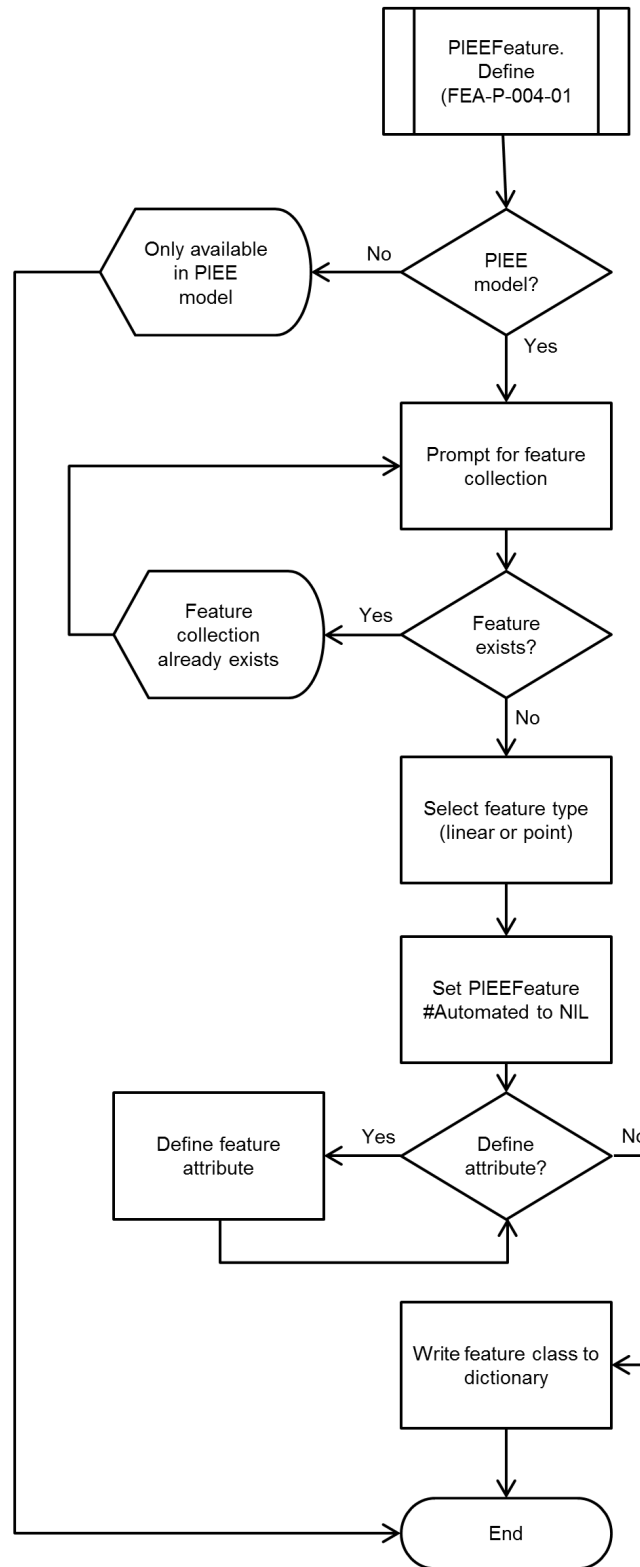 PIEEFeature.
Define
(FEA-P-004-01
Only available
in PIEE
model
No
PIEE
model?
Yes
Prompt for feature
collection
Feature
collection
already exists
Yes
Feature
exists?
No
Select feature type
(linear or point)
Set PIEEFeature
#Automated to NIL
Define feature
attribute
Yes
Define
attribute?
No
Write feature class to
dictionary
End